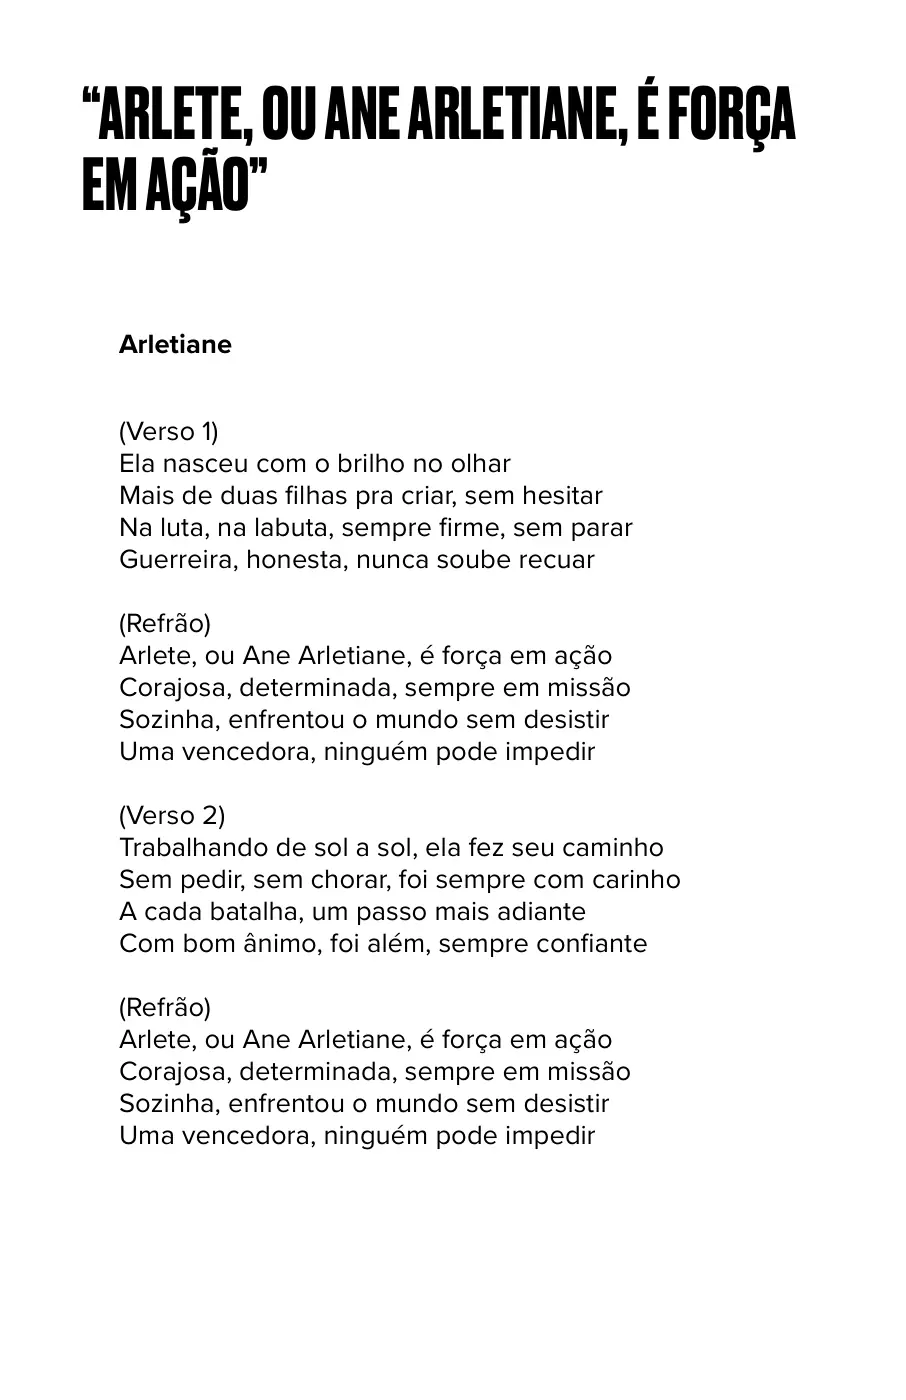 “ARLETE, OU ANE ARLETIANE, É FORÇA
EM AÇÃO”
Arletiane
(Verso 1)
Ela nasceu com o brilho no olhar
Mais de duas filhas pra criar, sem hesitar
Na luta, na labuta, sempre firme, sem parar
Guerreira, honesta, nunca soube recuar
(Refrão)
Arlete, ou Ane Arletiane, é força em ação
Corajosa, determinada, sempre em missão
Sozinha, enfrentou o mundo sem desistir
Uma vencedora, ninguém pode impedir
(Verso 2)
Trabalhando de sol a sol, ela fez seu caminho
Sem pedir, sem chorar, foi sempre com carinho
A cada batalha, um passo mais adiante
Com bom ânimo, foi além, sempre confiante
(Refrão)
Arlete, ou Ane Arletiane, é força em ação
Corajosa, determinada, sempre em missão
Sozinha, enfrentou o mundo sem desistir
Uma vencedora, ninguém pode impedir